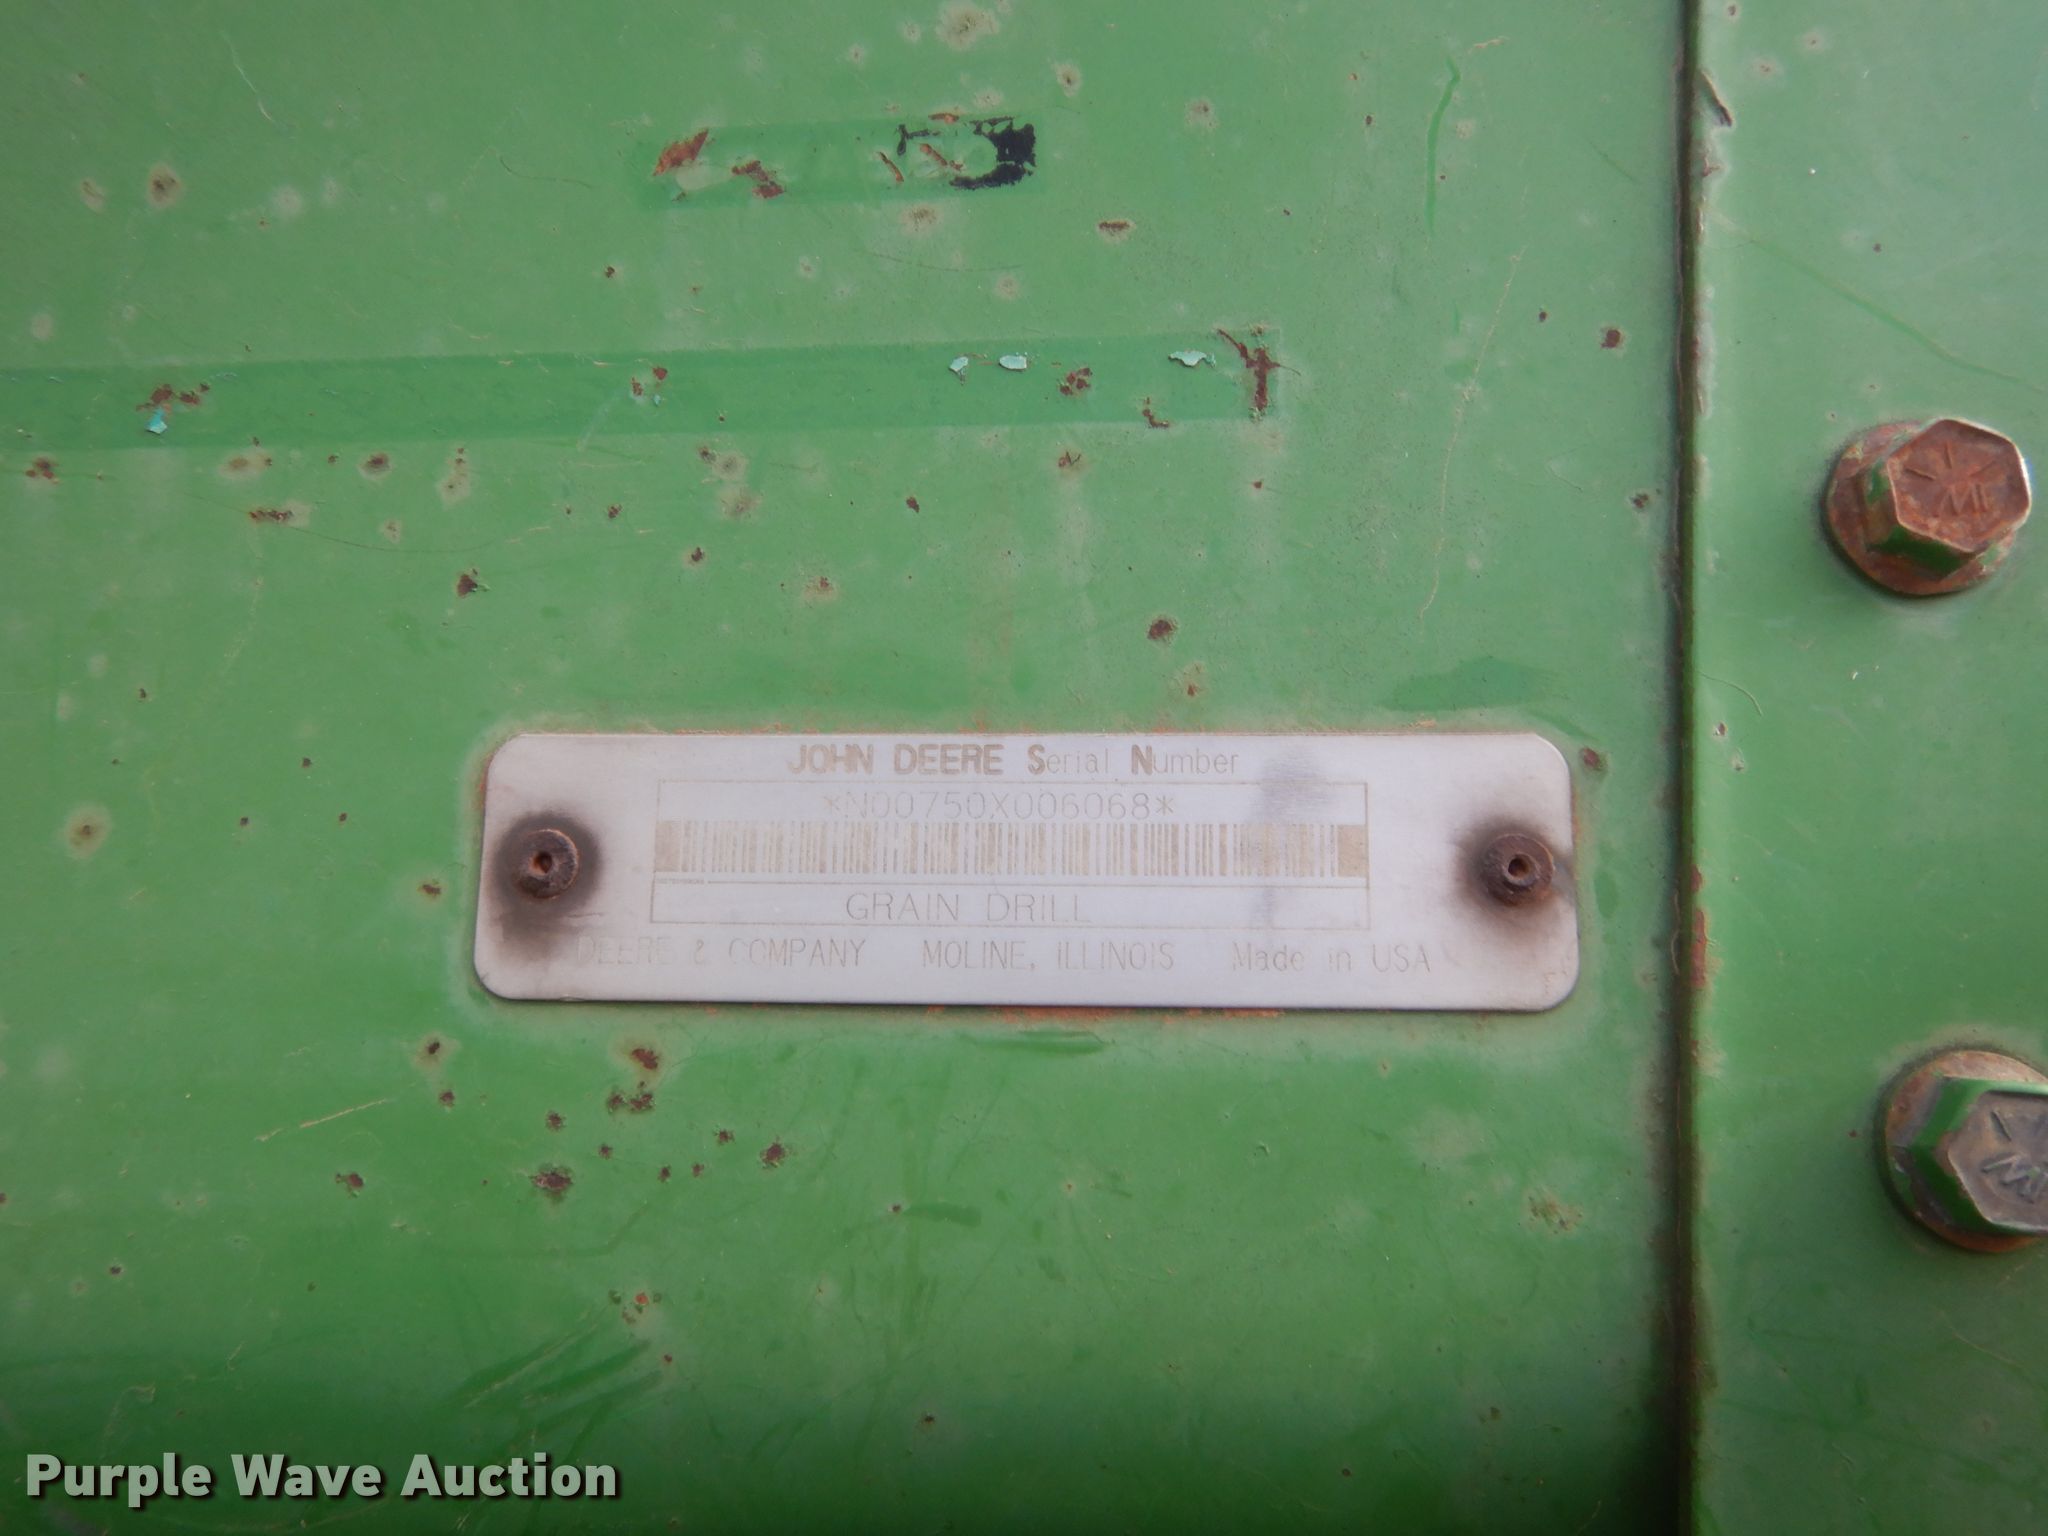 JOHN DEERE Serial Number
*N00750X006068*
GRAIN DRILL
DEERE & COMPANY MOLINE, ILLINOIS Made in USA
Purple Wave Auction